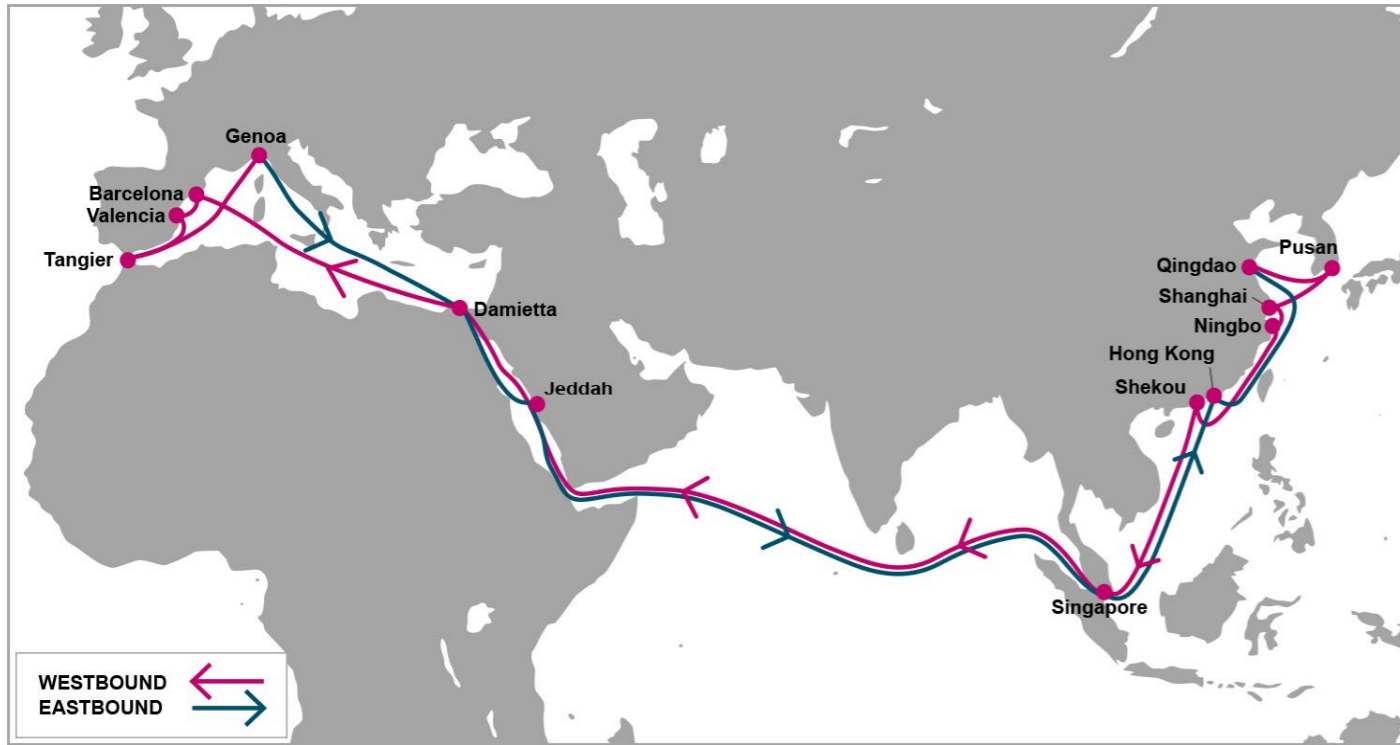 Genoa
Barcelona
Valencia
Tangier
Damietta
Jeddah
Qingdao
Pusan
Shanghai
Ningbo
Hong Kong
Shekou
Singapore
WESTBOUND
EASTBOUND